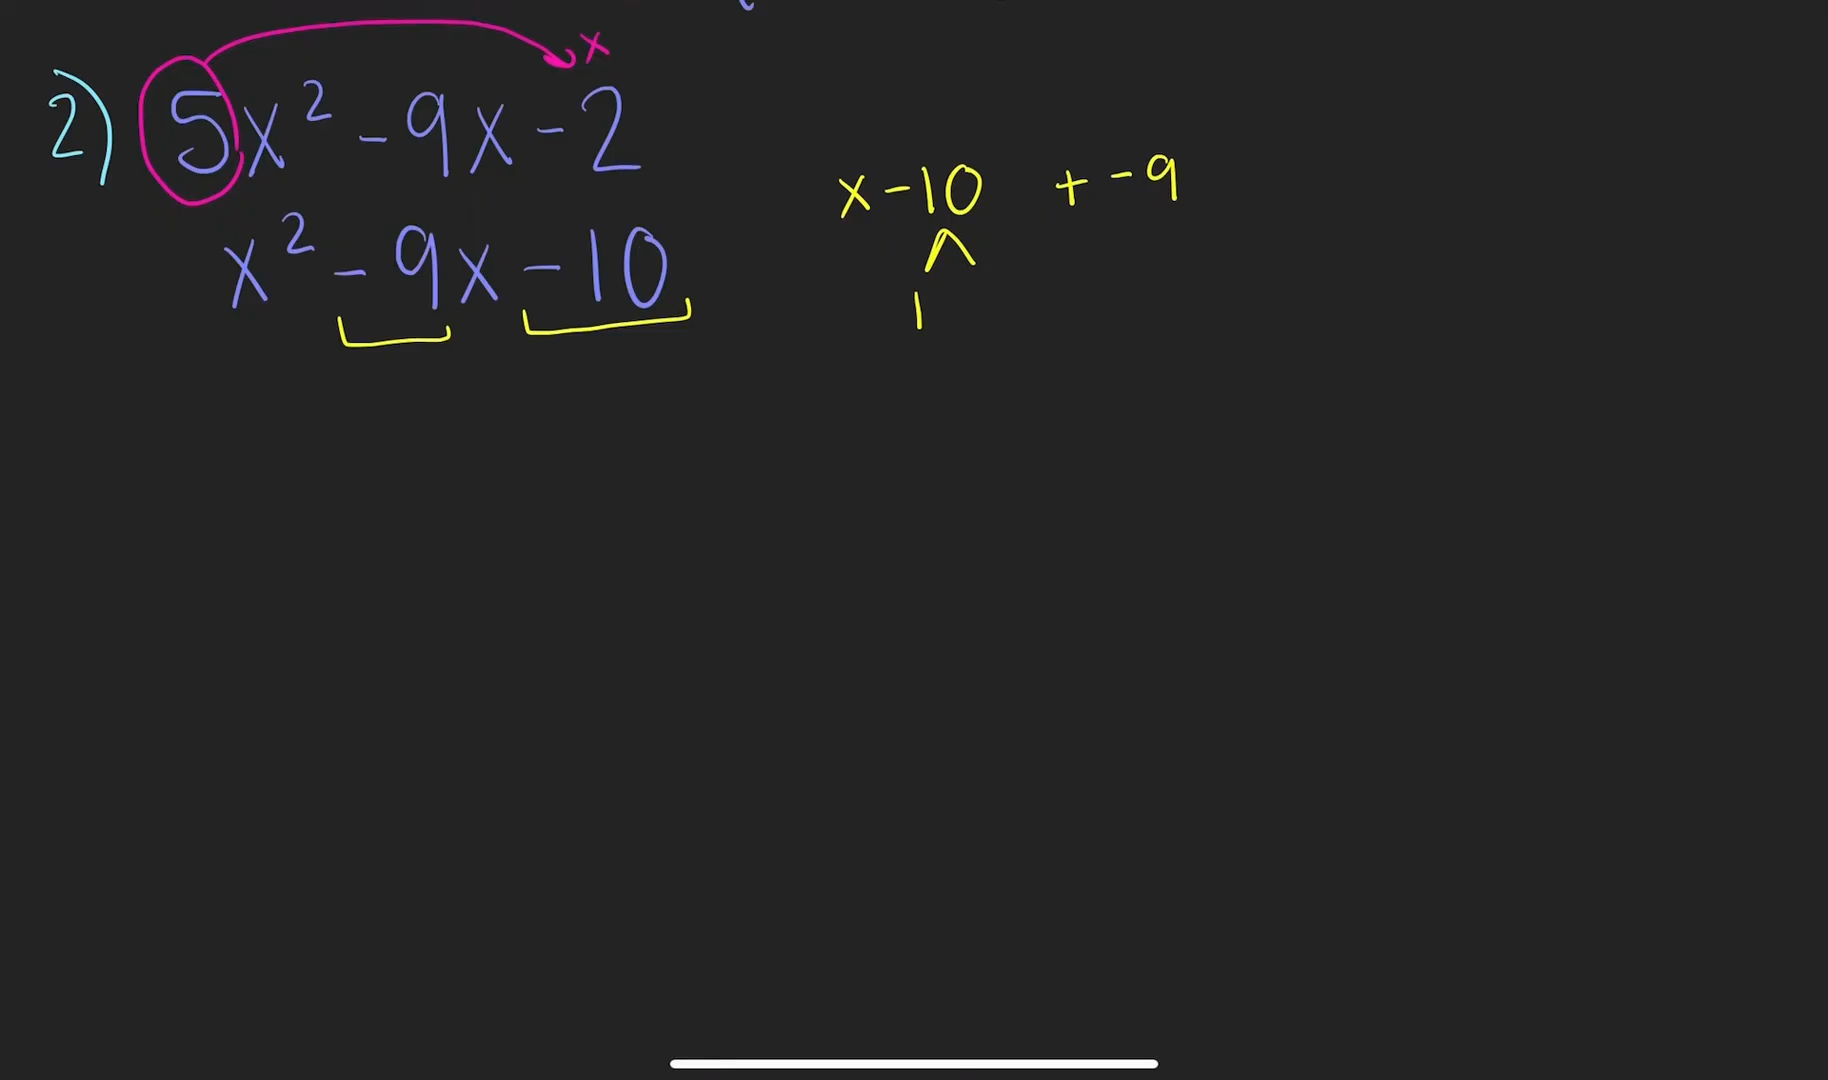 x
2) 5x² - 9x - 2
x - 10 + - 9
x² - 9x - 10
1